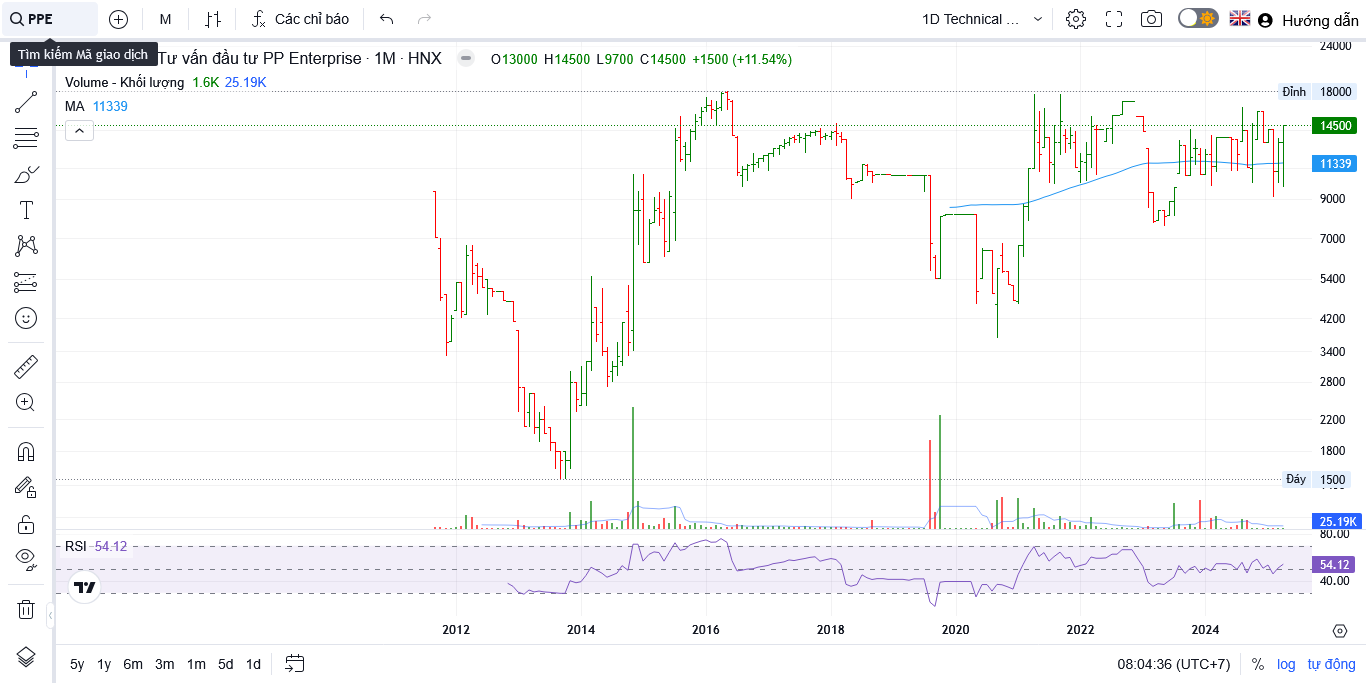 PPE
M
Các chỉ báo
1D Technical ...
Hướng dẫn
Tìm kiếm Mã giao dịch
Tư vấn đầu tư PP Enterprise · 1M · HNX
O13000 H14500 L9700 C14500 +1500 (+11.54%)
Volume - Khối lượng 1.6K 25.19K
MA 11339
24000
Đỉnh 18000
14500
11339
9000
7000
5400
4200
3400
2800
2200
1800
Đáy 1500
25.19K
80.00
RSI 54.12
54.12
40.00
2012 2014 2016 2018 2020 2022 2024
5y 1y 6m 3m 1m 5d 1d
08:04:36 (UTC+7) % log tự động